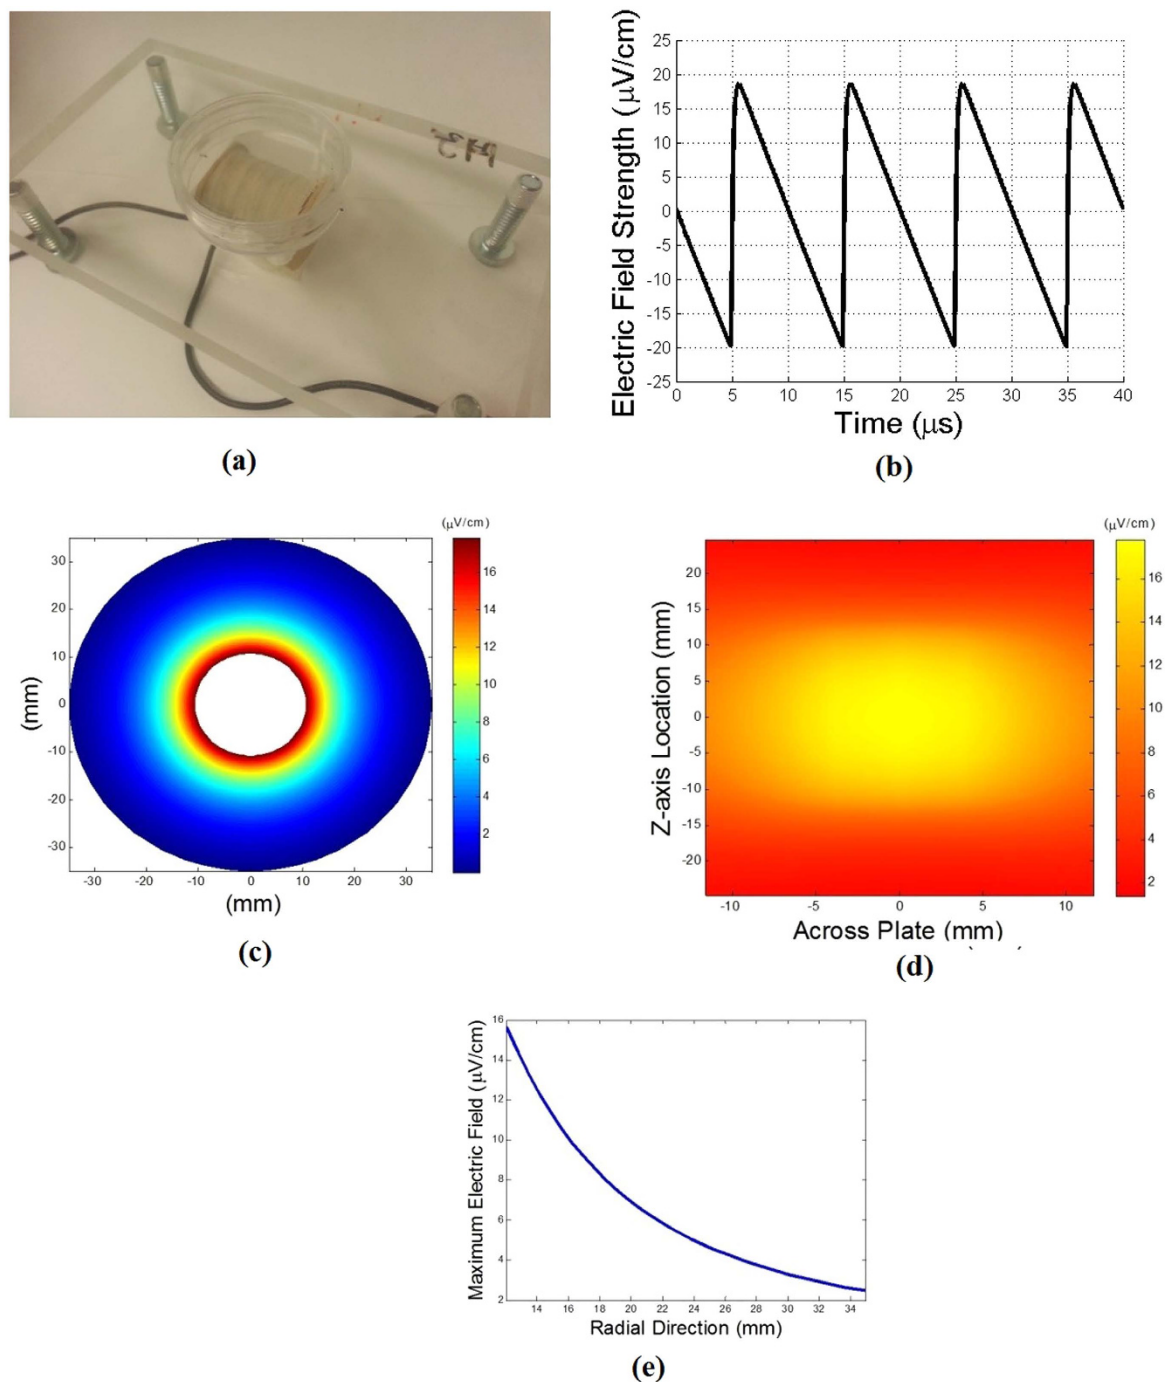 (a)
Electric Field Strength (μV/cm)
25
20
15
10
5
0
-5
-10
-15
-20
-25
0 5 10 15 20 25 30 35 40
Time (μs)
(b)
(μV/cm)
16
14
12
10
8
6
4
2
(mm)
30
20
10
0
-10
-20
-30
-30 -20 -10 0 10 20 30
(mm)
(c)
(μV/cm)
16
14
12
10
8
6
4
2
Z-axis Location (mm)
20
15
10
5
0
-5
-10
-15
-20
-10 -5 0 5 10
Across Plate (mm)
(d)
Maximum Electric Field (μV/cm)
16
14
12
10
8
6
4
2
14 16 18 20 22 24 26 28 30 32 34
Radial Direction (mm)
(e)